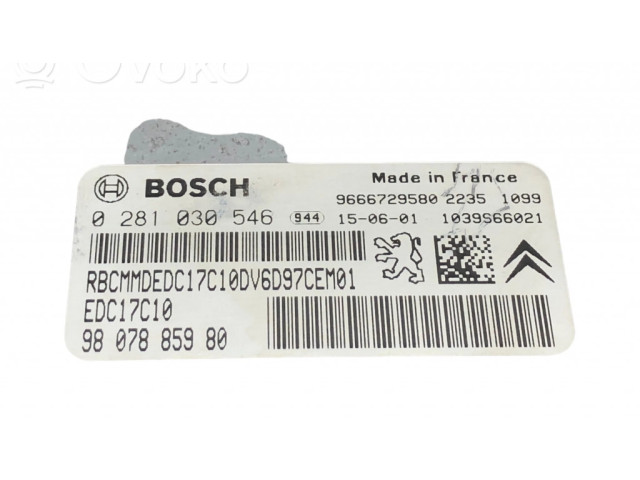 OVOKO
BOSCH
Made in France
9666729580 2235 1099
0 281 030 546 944 15-06-01 1039S66021
RBCMMDEDC17C10DV6D97CEM01
EDC17C10
98 078 859 80